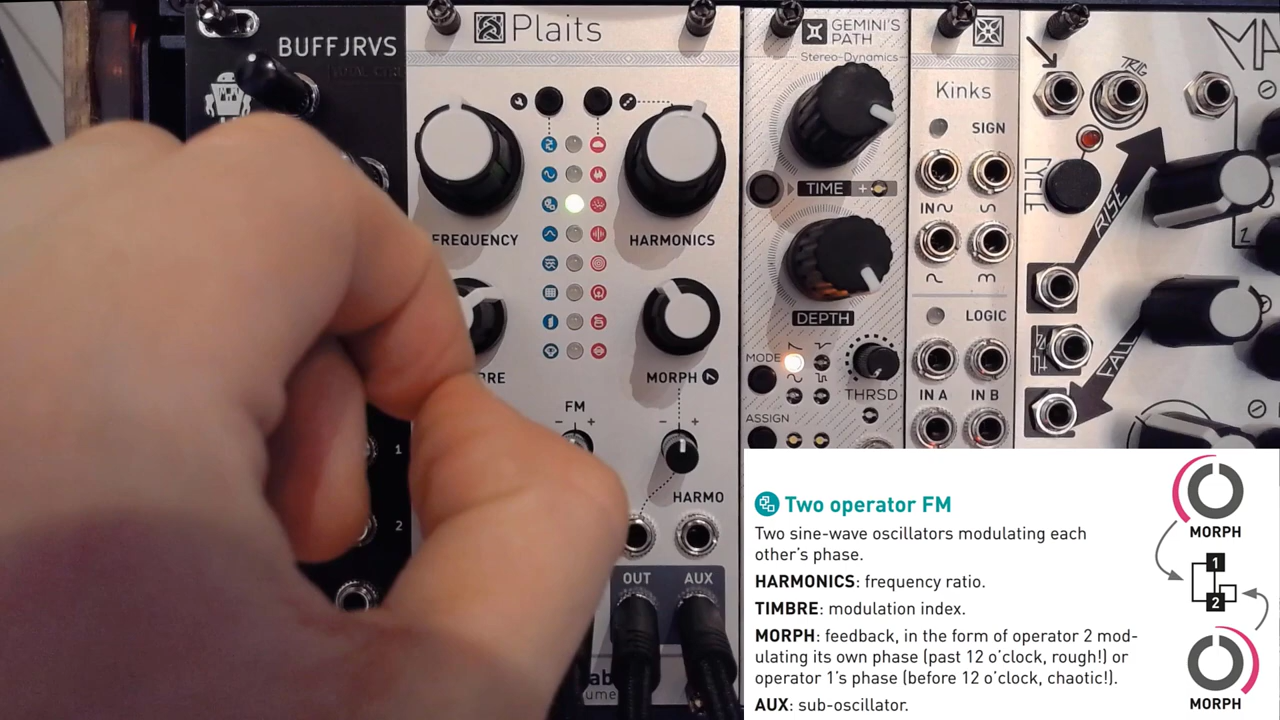 BUFFJRVS
Plaits
GEMINI'S
PATH
Stereo-Dynamics
Kinks
TRIG
MA
SIGN
CYCLE
RISE
TIME +
IN
FREQUENCY
HARMONICS
DEPTH
LOGIC
MODE
FALL
MORPH
THRSD
FM
- +
- +
ASSIGN
IN A
IN B
1
HARMO
2
OUT
AUX
Two operator FM
Two sine-wave oscillators modulating each
other's phase.
HARMONICS: frequency ratio.
TIMBRE: modulation index.
MORPH: feedback, in the form of operator 2 mod-
ulating its own phase (past 12 o'clock, rough!) or
operator 1's phase (before 12 o'clock, chaotic!).
AUX: sub-oscillator.
MORPH
1
2
MORPH